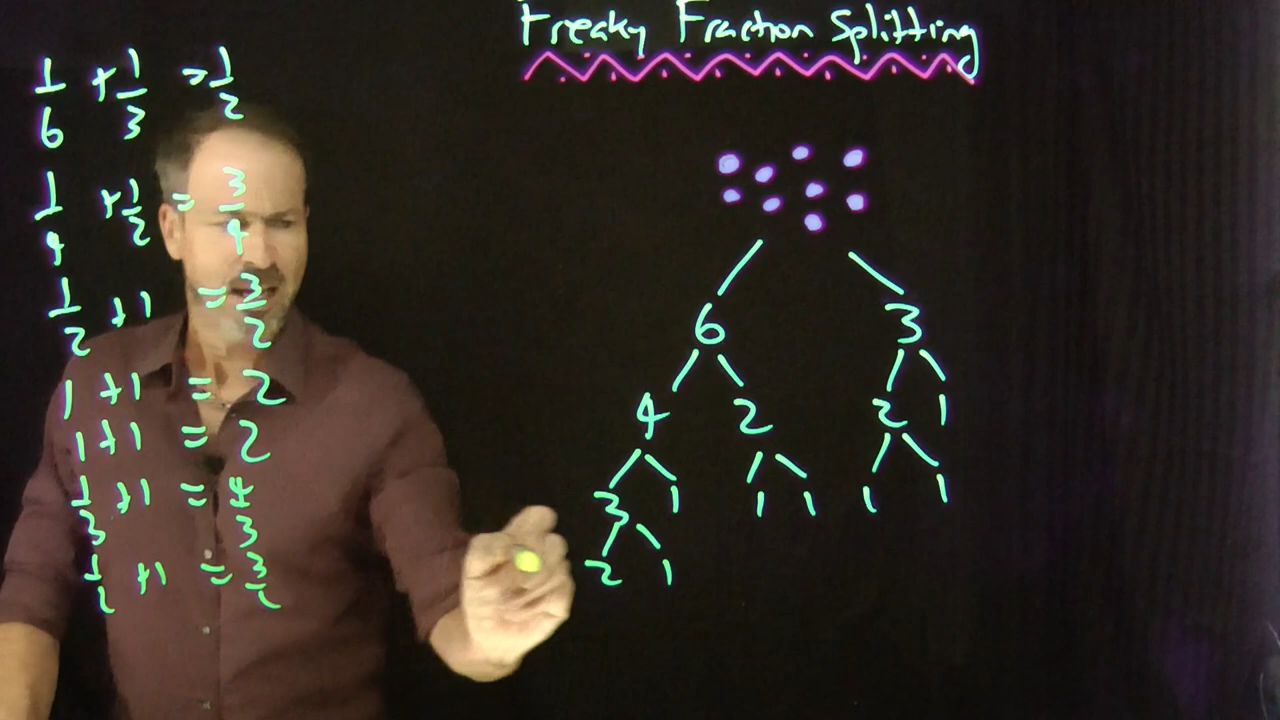 Freaky Fraction Splitting
1/6 + 1/3 = 1/2
1/4 + 1/2 = 3/4
1/2 + 1 = 3/2
1 + 1 = 2
1 + 1 = 2
1/3 + 1 = 4/3
1/2 + 1 = 3/2
6 3
4 2 2 1
3 1 1 1 1 1
2 1